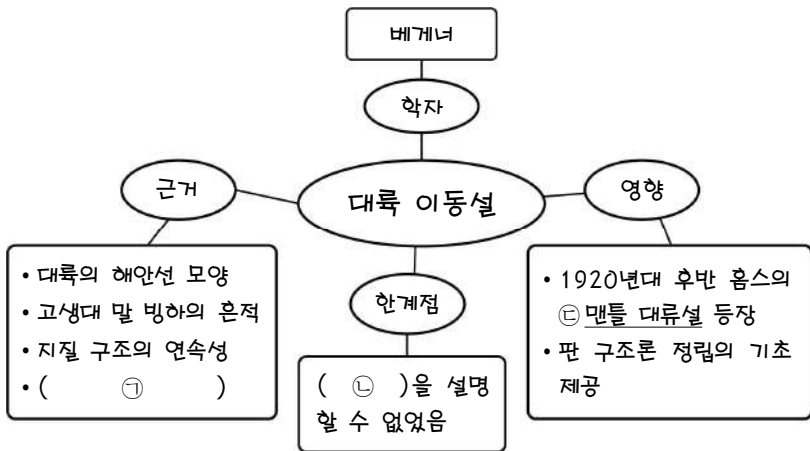 베게너
학자
근거
대륙 이동설
영향
• 대륙의 해안선 모양
• 고생대 말 빙하의 흔적
• 지질 구조의 연속성
• ( ㉠ )
한계점
( ㉡ )을 설명
할 수 없었음
• 1920년대 후반 홈스의
㉢ 맨틀 대류설 등장
• 판 구조론 정립의 기초
제공